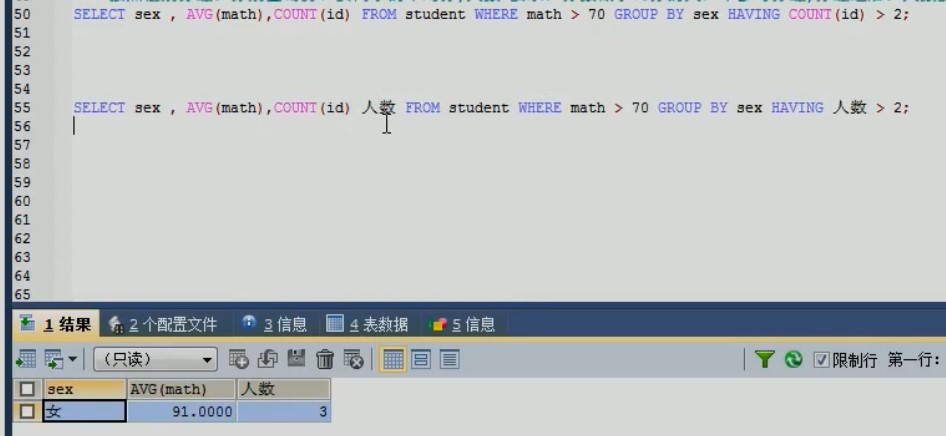 50 SELECT sex , AVG(math),COUNT(id) FROM student WHERE math > 70 GROUP BY sex HAVING COUNT(id) > 2;
51
52
53
54
55 SELECT sex , AVG(math),COUNT(id) 人数 FROM student WHERE math > 70 GROUP BY sex HAVING 人数 > 2;
56
57
58
59
60
61
62
63
64
65
1 结果 2 个配置文件 3 信息 4 表数据 5 信息
(只读) 限制行 第一行:
sex AVG(math) 人数
女 91.0000 3